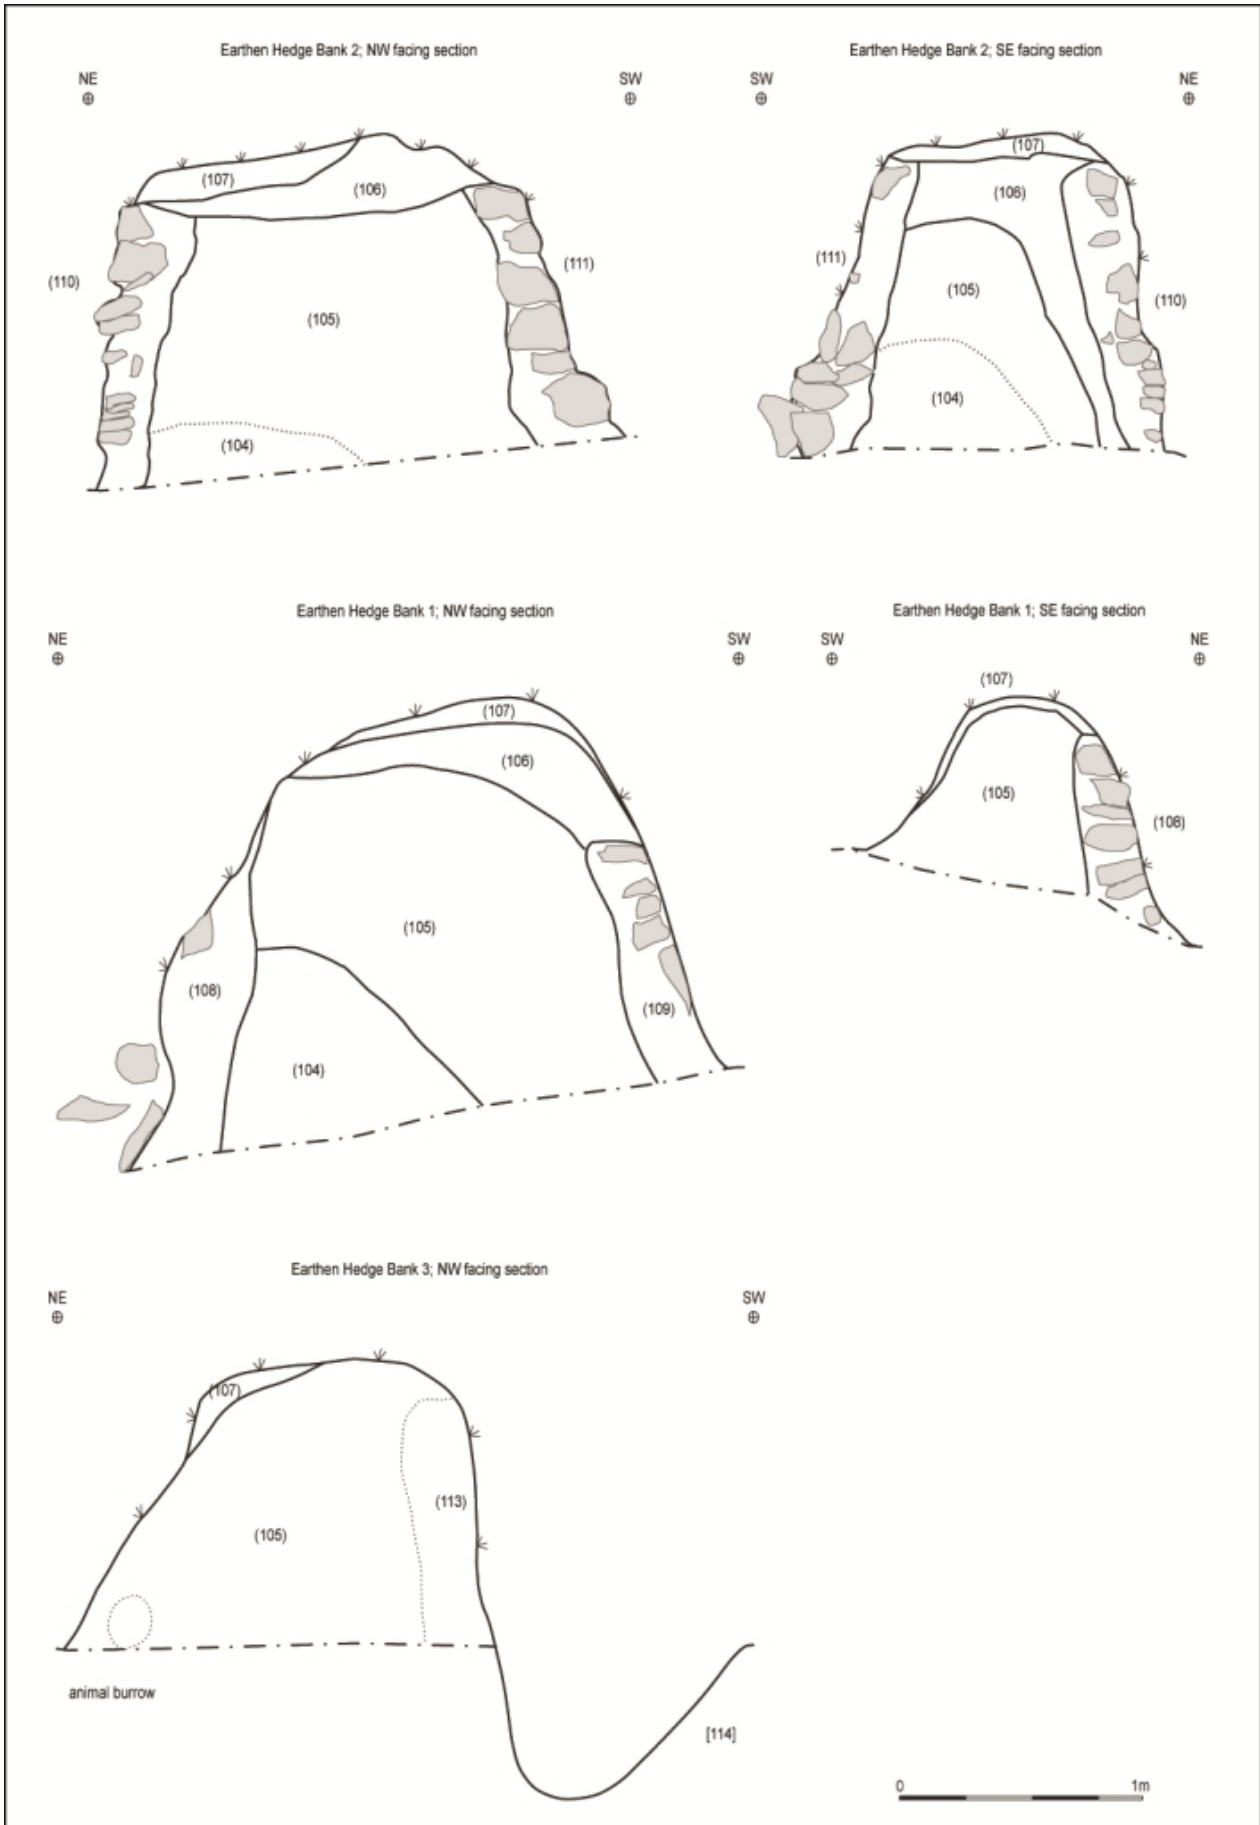 Earthen Hedge Bank 2; NW facing section
NE
SW
(107)
(106)
(110)
(111)
(105)
(104)
Earthen Hedge Bank 2; SE facing section
SW
NE
(107)
(106)
(111)
(105)
(110)
(104)
Earthen Hedge Bank 1; NW facing section
NE
SW
(107)
(106)
(105)
(108)
(109)
(104)
Earthen Hedge Bank 1; SE facing section
SW
NE
(107)
(105)
(108)
Earthen Hedge Bank 3; NW facing section
NE
SW
(107)
(113)
(105)
animal burrow
[114]
0 1m